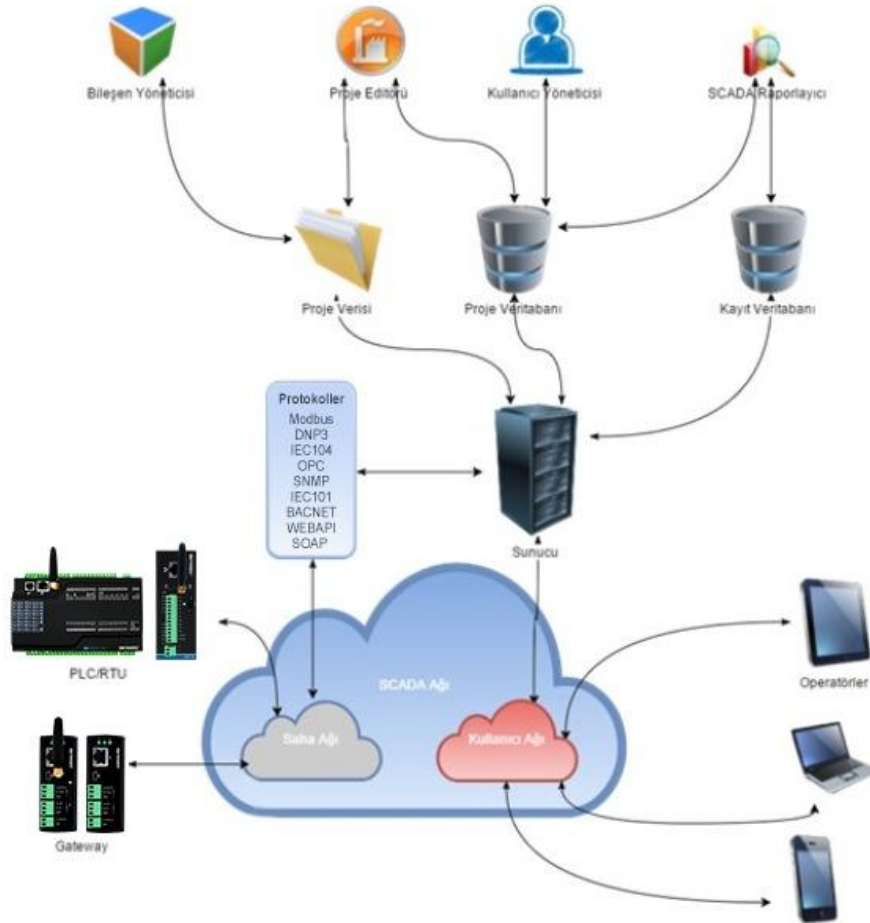 Bileşen Yöneticisi
Proje Editörü
Kullanıcı Yöneticisi
SCADA Raporlayıcı
Proje Verisi
Proje Veritabanı
Kayıt Veritabanı
Protokoller
Modbus
DNP3
IEC104
OPC
SNMP
IEC101
BACNET
WEBAPI
SOAP
Sunucu
PLC/RTU
SCADA Ağı
Operatörler
Saha Ağı
Kullanıcı Ağı
Gateway